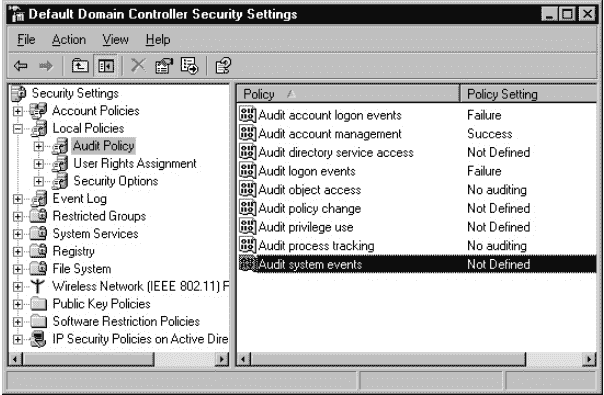 Default Domain Controller Security Settings
File Action View Help
Security Settings
Account Policies
Local Policies
Audit Policy
User Rights Assignment
Security Options
Event Log
Restricted Groups
System Services
Registry
File System
Wireless Network (IEEE 802.11) F
Public Key Policies
Software Restriction Policies
IP Security Policies on Active Dire
Policy Policy Setting
Audit account logon events Failure
Audit account management Success
Audit directory service access Not Defined
Audit logon events Failure
Audit object access No auditing
Audit policy change Not Defined
Audit privilege use Not Defined
Audit process tracking No auditing
Audit system events Not Defined